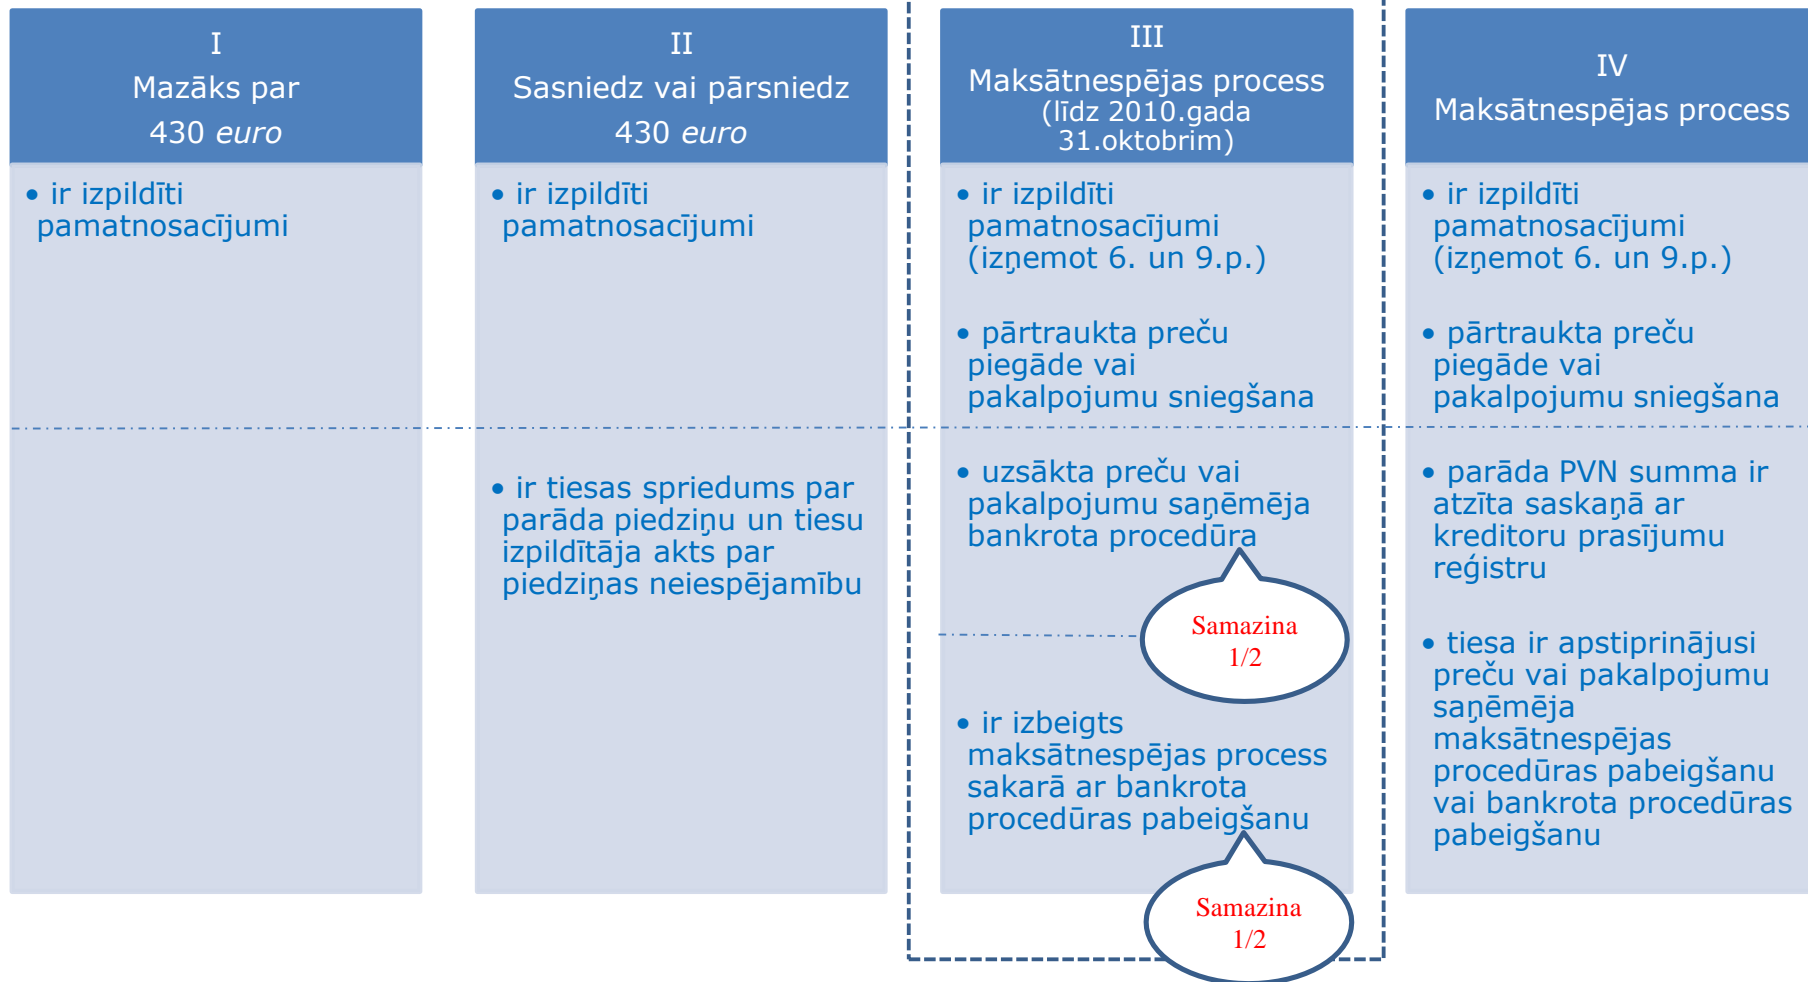 I
Mazāks par
430 euro
• ir izpildīti
pamatnosacījumi
II
Sasniedz vai pārsniedz
430 euro
• ir izpildīti
pamatnosacījumi
• ir tiesas spriedums par
parāda piedziņu un tiesu
izpildītāja akts par
piedziņas neiespējamību
III
Maksātnespējas process
(līdz 2010.gada
31.oktobrim)
• ir izpildīti
pamatnosacījumi
(izņemot 6. un 9.p.)
• pārtraukta preču
piegāde vai
pakalpojumu sniegšana
• uzsākta preču vai
pakalpojumu saņēmēja
bankrota procedūra
Samazina
1/2
• ir izbeigts
maksātnespējas process
sakarā ar bankrota
procedūras pabeigšanu
Samazina
1/2
IV
Maksātnespējas process
• ir izpildīti
pamatnosacījumi
(izņemot 6. un 9.p.)
• pārtraukta preču
piegāde vai
pakalpojumu sniegšana
• parāda PVN summa ir
atzīta saskaņā ar
kreditoru prasījumu
reģistru
• tiesa ir apstiprinājusi
preču vai pakalpojumu
saņēmēja
maksātnespējas
procedūras pabeigšanu
vai bankrota procedūras
pabeigšanu